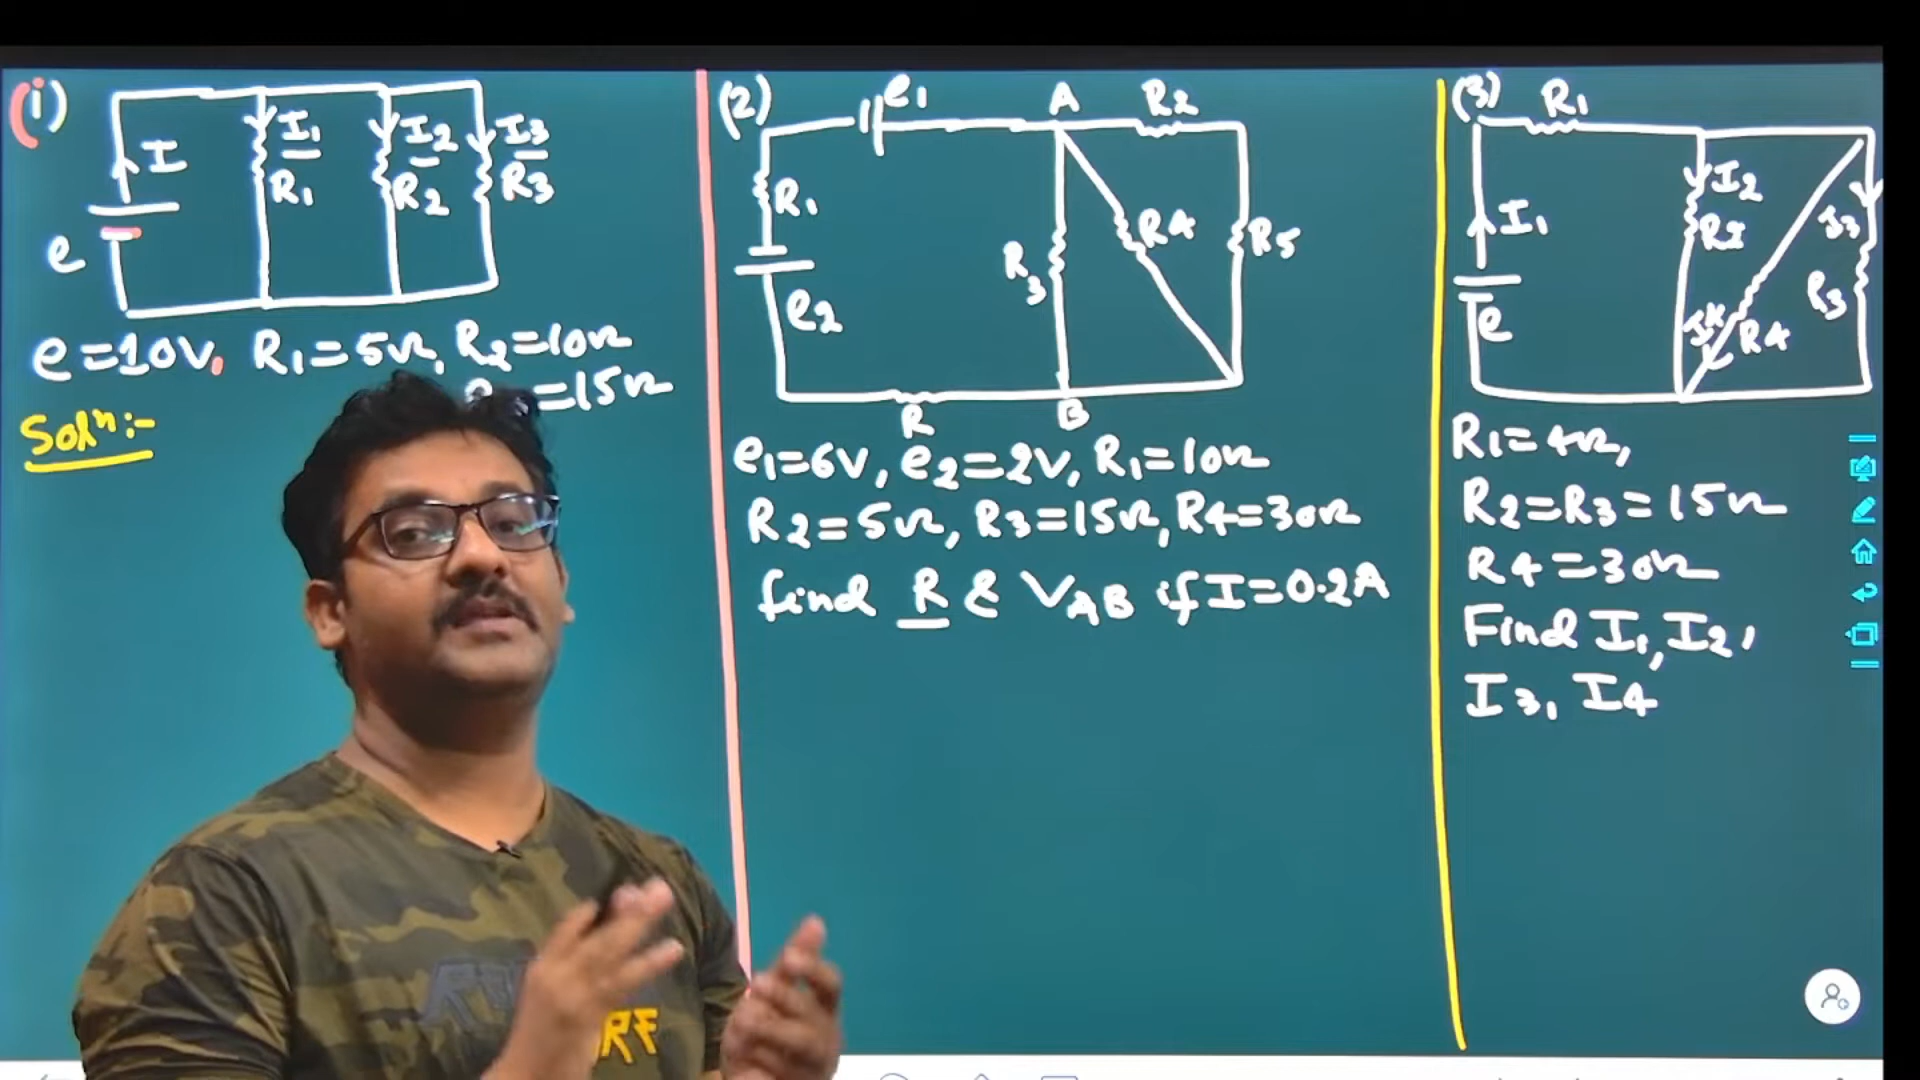 (i)
I
I1
R1
I2
R2
I3
R3
e
e=10V, R1=5Ω, R2=10Ω
=15Ω
Solⁿ:-
(2)
e1
A
R2
R1
R3
R4
R5
e2
R
B
e1=6V, e2=2V, R1=10Ω
R2=5Ω, R3=15Ω, R4=30Ω
find R & VAB if I=0.2A
(3)
R1
I1
I2
R2
I3
R3
R4
e
R1=4Ω,
R2=R3=15Ω
R4=30Ω
Find I1, I2,
I3, I4
RF